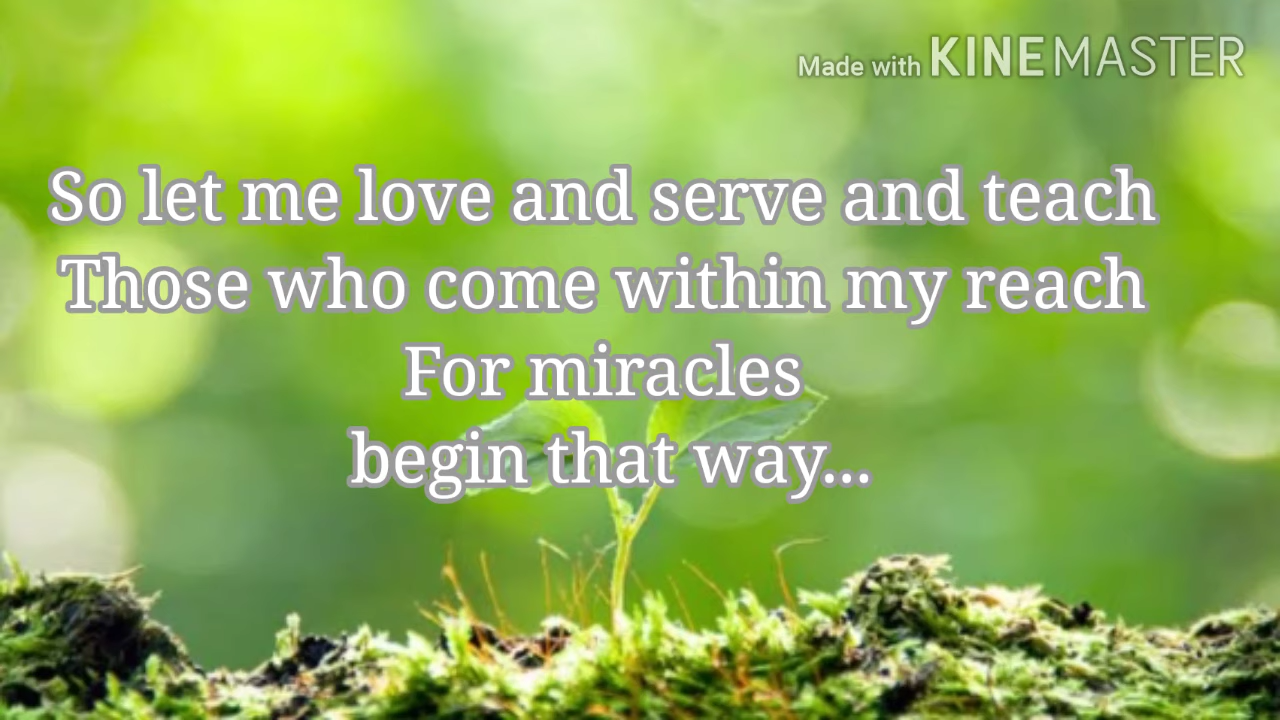 Made with KINEMASTER
So let me love and serve and teach
Those who come within my reach
For miracles
begin that way...